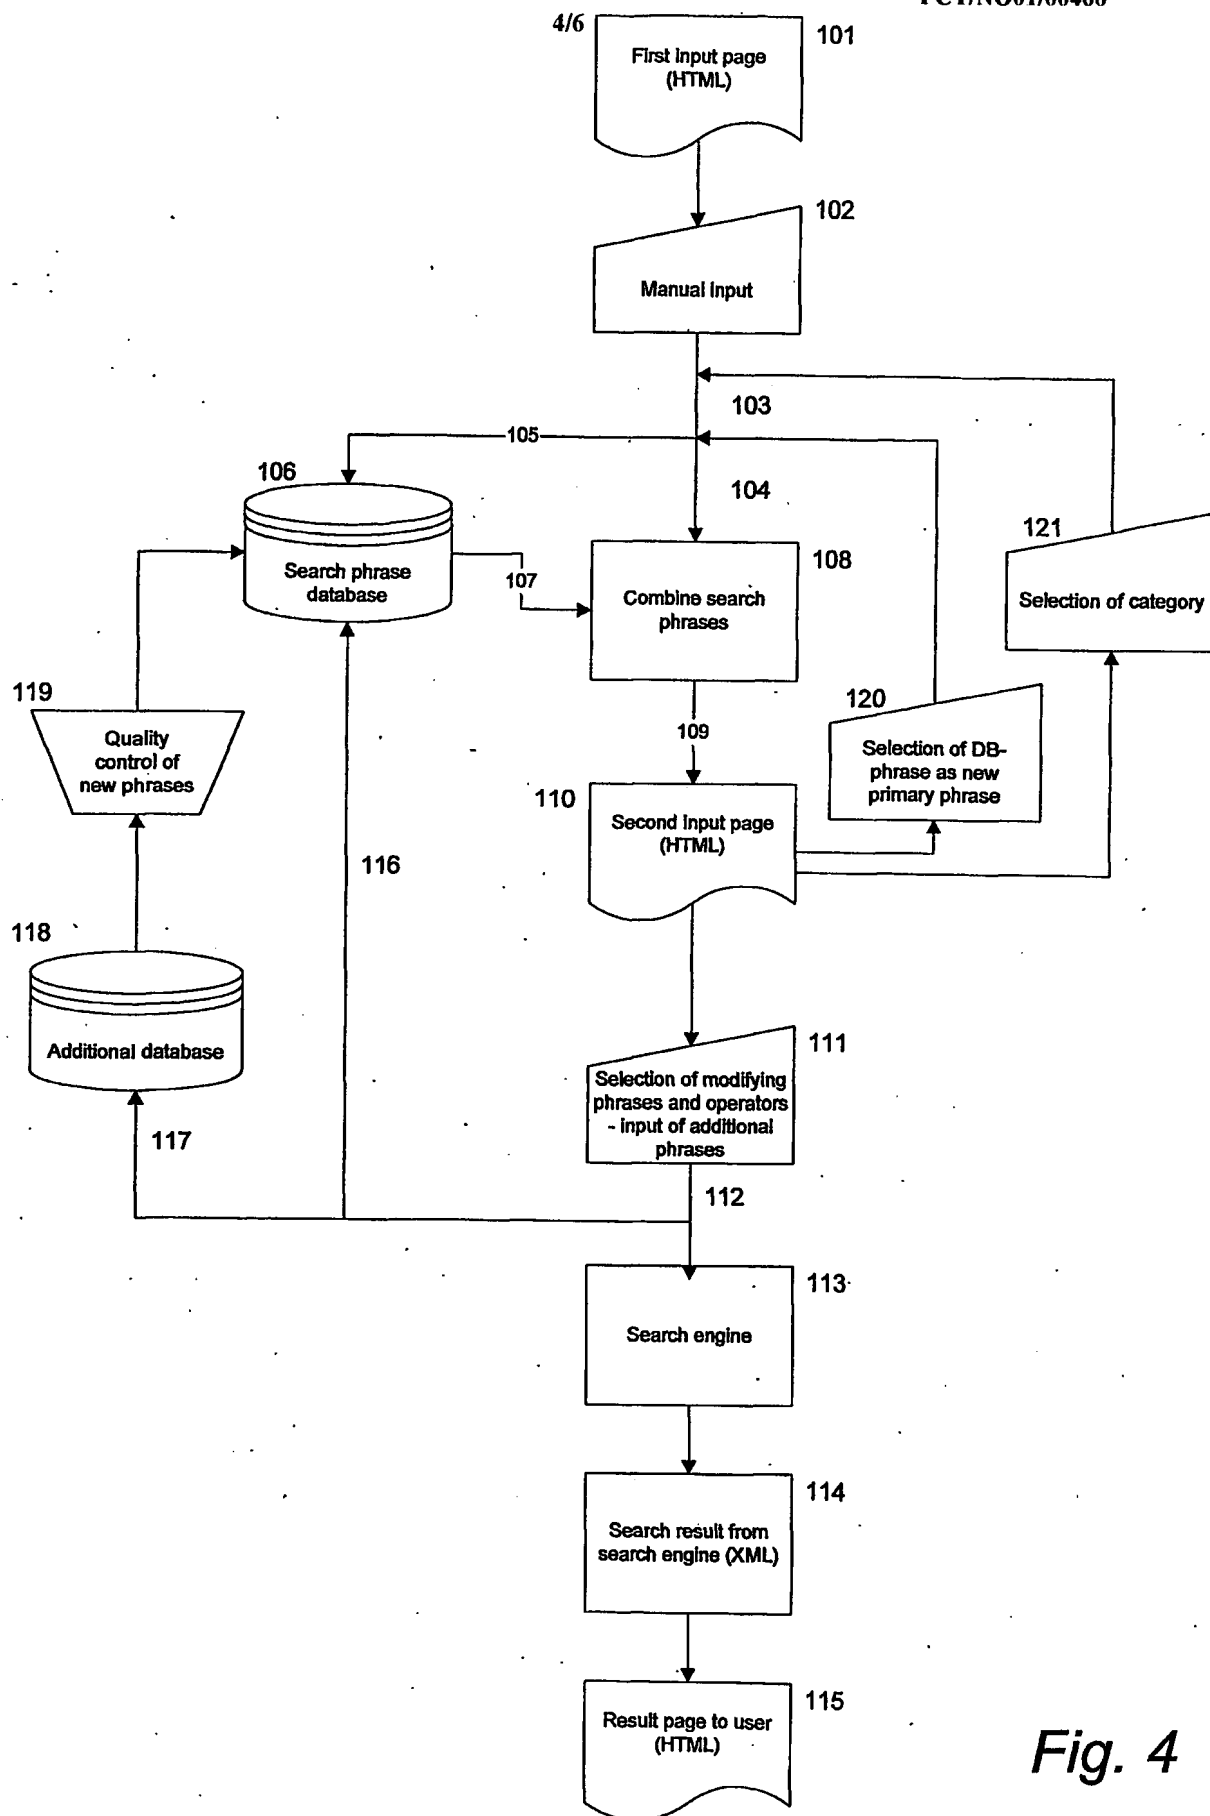 4/6
First input page
(HTML)
101
102
Manual input
103
105
106
104
Search phrase
database
107
108
Combine search
phrases
121
Selection of category
119
Quality
control of
new phrases
109
120
Selection of DB-
phrase as new
primary phrase
110
Second input page
(HTML)
116
118
Additional database
111
Selection of modifying
phrases and operators
- input of additional
phrases
117
112
113
Search engine
114
Search result from
search engine (XML)
115
Result page to user
(HTML)
Fig. 4